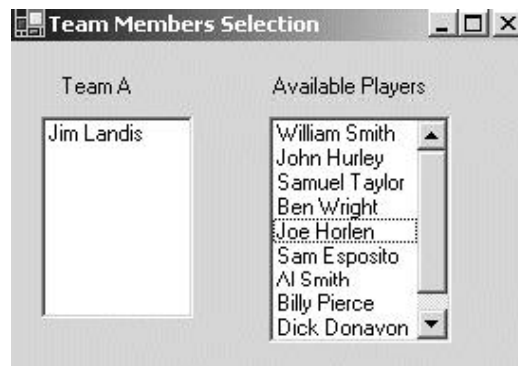 Team Members Selection
Team A
Available Players
Jim Landis
William Smith
John Hurley
Samuel Taylor
Ben Wright
Joe Horlen
Sam Esposito
Al Smith
Billy Pierce
Dick Donavon